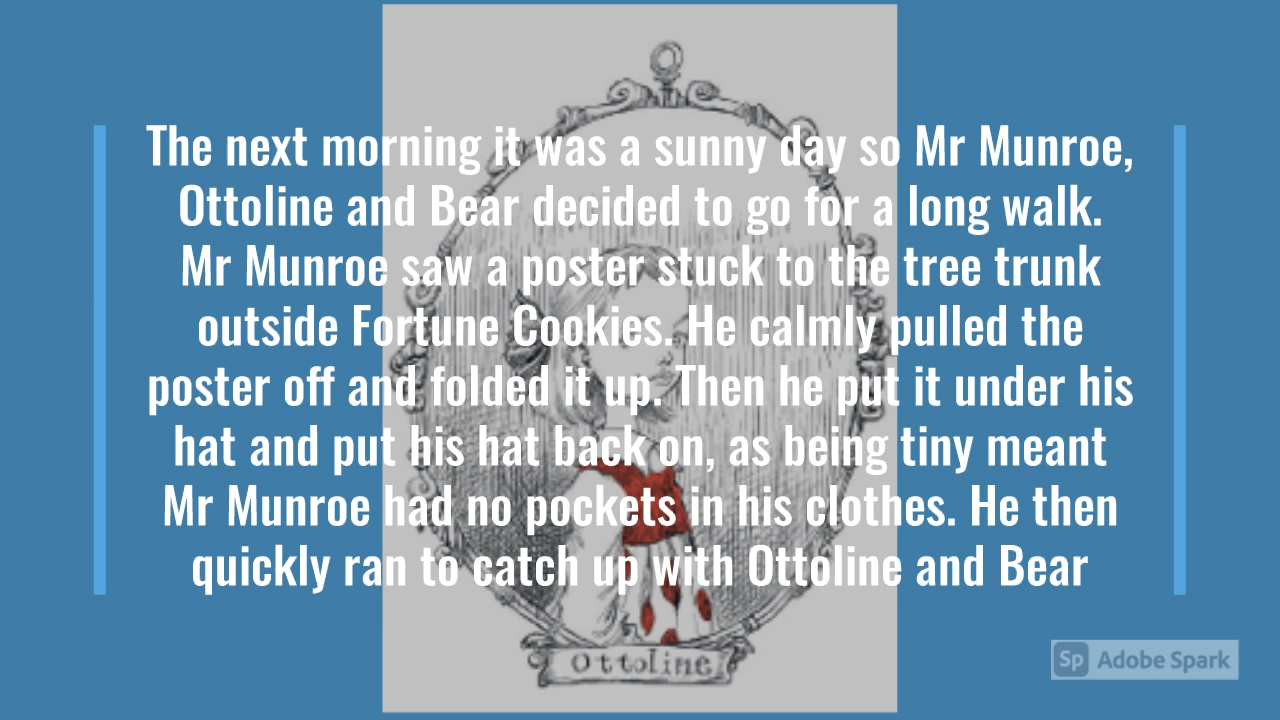 The next morning it was a sunny day so Mr Munroe,
Ottoline and Bear decided to go for a long walk.
Mr Munroe saw a poster stuck to the tree trunk
outside Fortune Cookies. He calmly pulled the
poster off and folded it up. Then he put it under his
hat and put his hat back on, as being tiny meant
Mr Munroe had no pockets in his clothes. He then
quickly ran to catch up with Ottoline and Bear
Ottoline
Sp Adobe Spark